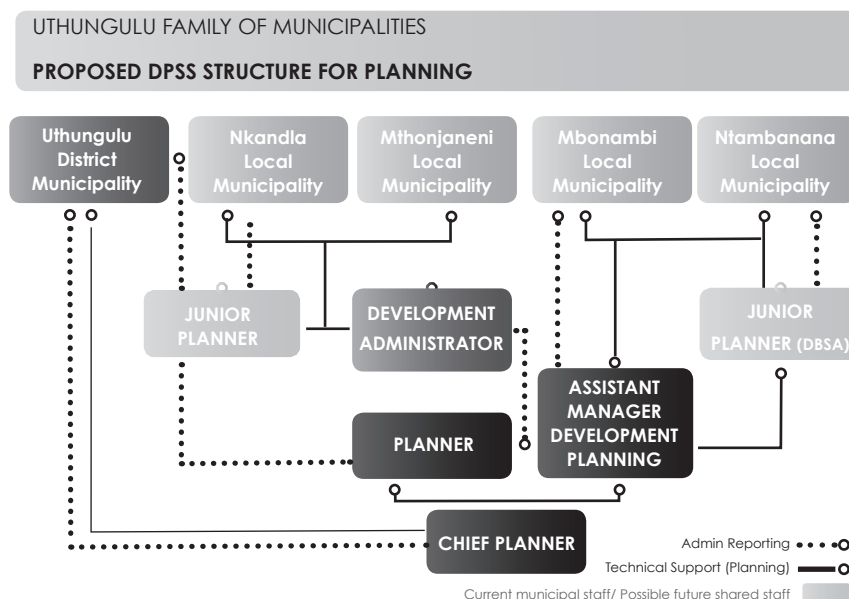 UTHUNGULU FAMILY OF MUNICIPALITIES
PROPOSED DPSS STRUCTURE FOR PLANNING
Uthungulu
District
Municipality
Nkandla
Local
Municipality
Mthonjaneni
Local
Municipality
Mbonambi
Local
Municipality
Ntambanana
Local
Municipality
JUNIOR
PLANNER
DEVELOPMENT
ADMINISTRATOR
JUNIOR
PLANNER (DBSA)
ASSISTANT
MANAGER
DEVELOPMENT
PLANNING
PLANNER
CHIEF PLANNER
Admin Reporting
Technical Support (Planning)
Current municipal staff/ Possible future shared staff